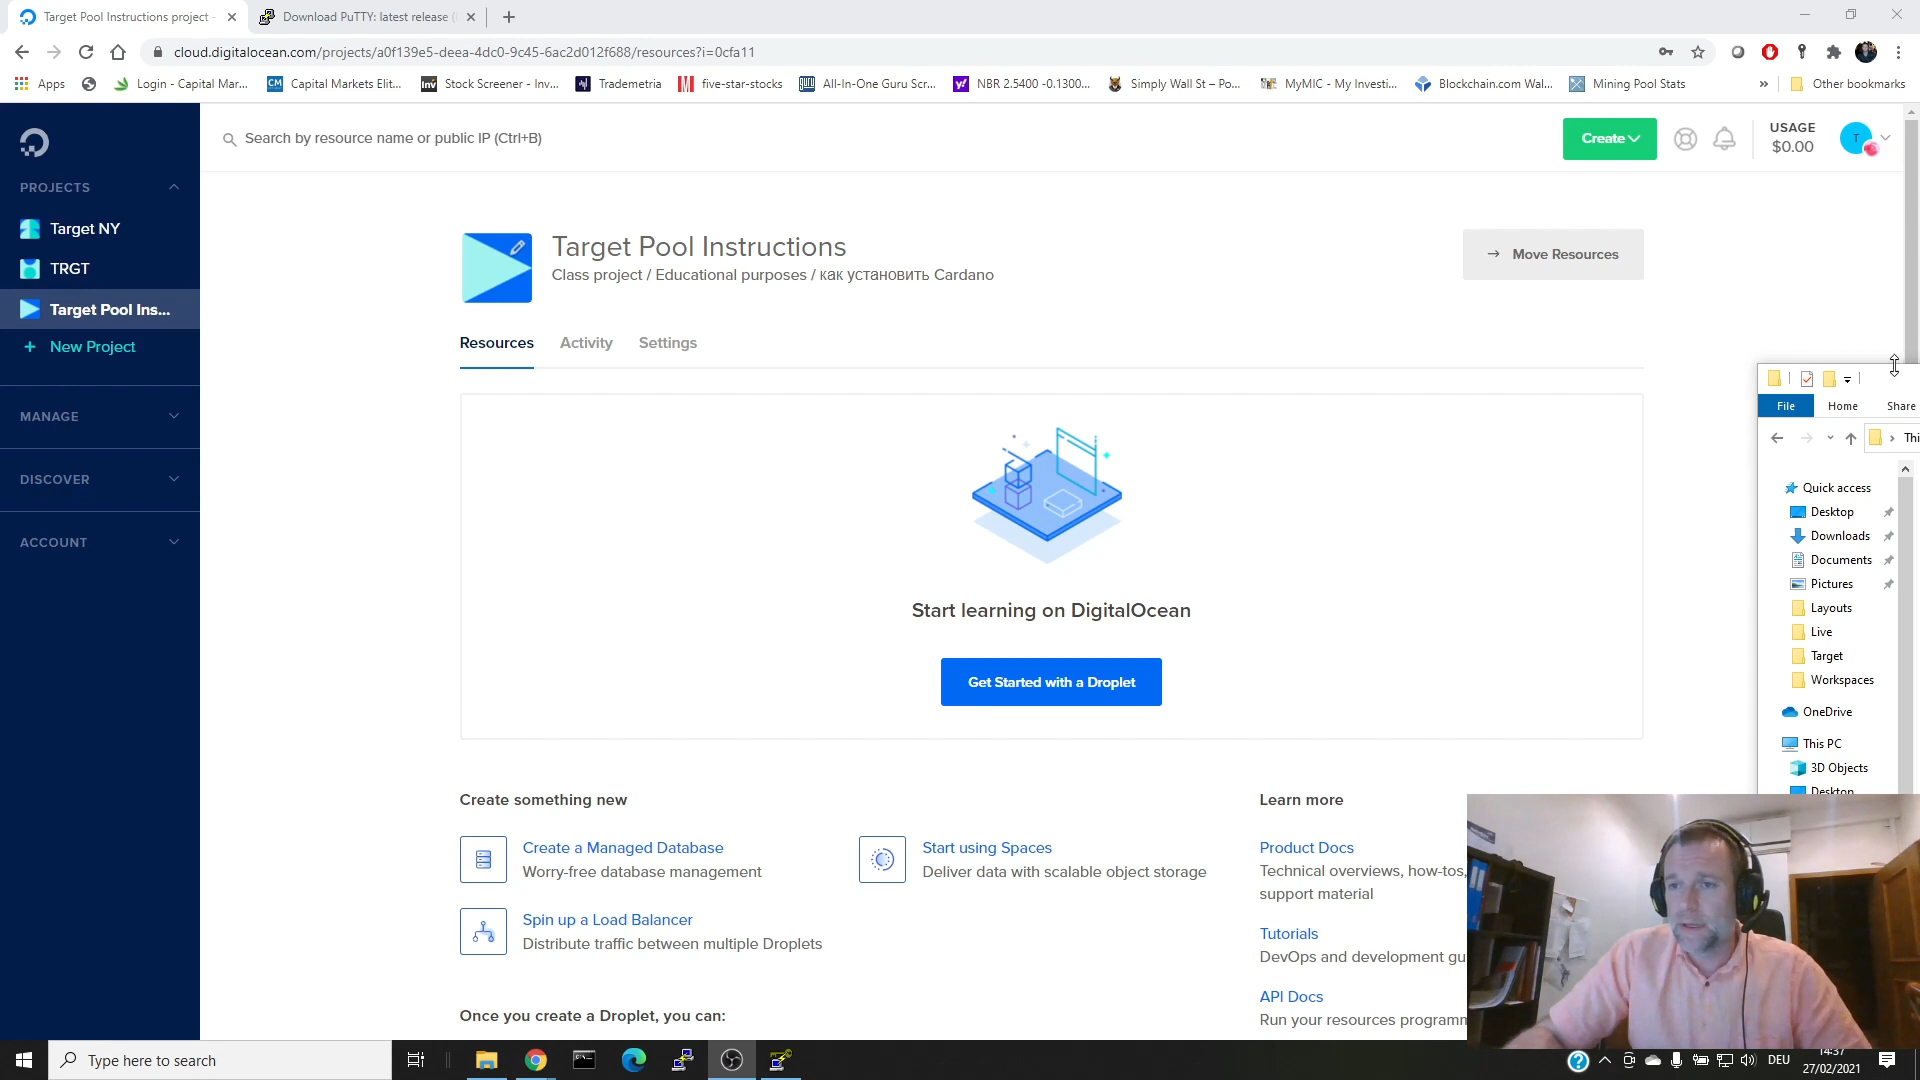 Target Pool Instructions project -
Download PuTTY: latest release (
cloud.digitalocean.com/projects/a0f139e5-deea-4dc0-9c45-6ac2d012f688/resources?i=0cfa11
Apps
Login - Capital Mar...
CM
Capital Markets Elit...
Inv
Stock Screener - Inv...
Trademetria
five-star-stocks
All-In-One Guru Scr...
NBR 2.5400 -0.1300...
Simply Wall St – Po...
MyMIC - My Investi...
Blockchain.com Wal...
Mining Pool Stats
»
Other bookmarks
Search by resource name or public IP (Ctrl+B)
Create
USAGE
$0.00
T
PROJECTS
Target NY
TRGT
Target Pool Ins...
+ New Project
MANAGE
DISCOVER
ACCOUNT
Target Pool Instructions
Class project / Educational purposes / как установить Cardano
→ Move Resources
Resources
Activity
Settings
Start learning on DigitalOcean
Get Started with a Droplet
Create something new
Create a Managed Database
Worry-free database management
Start using Spaces
Deliver data with scalable object storage
Spin up a Load Balancer
Distribute traffic between multiple Droplets
Once you create a Droplet, you can:
Learn more
Product Docs
Technical overviews, how-tos,
support material
Tutorials
DevOps and development gu
API Docs
Run your resources programm
File
Home
Share
Thi
Quick access
Desktop
Downloads
Documents
Pictures
Layouts
Live
Target
Workspaces
OneDrive
This PC
3D Objects
Desktop
Type here to search
DEU
14:37
27/02/2021